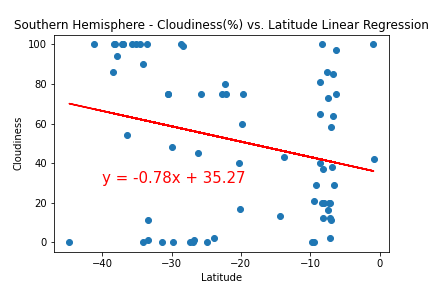 Southern Hemisphere - Cloudiness(%) vs. Latitude Linear Regression
100
80
60
40
20
0
Cloudiness
y = -0.78x + 35.27
−40
−30
−20
−10
0
Latitude